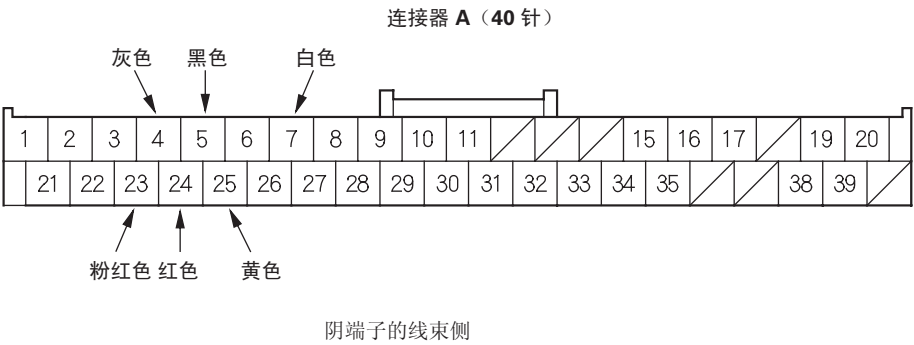 连接器 A（40 针）
灰色 黑色 白色
1 2 3 4 5 6 7 8 9 10 11 15 16 17 19 20
21 22 23 24 25 26 27 28 29 30 31 32 33 34 35 38 39
粉红色 红色 黄色
阴端子的线束侧